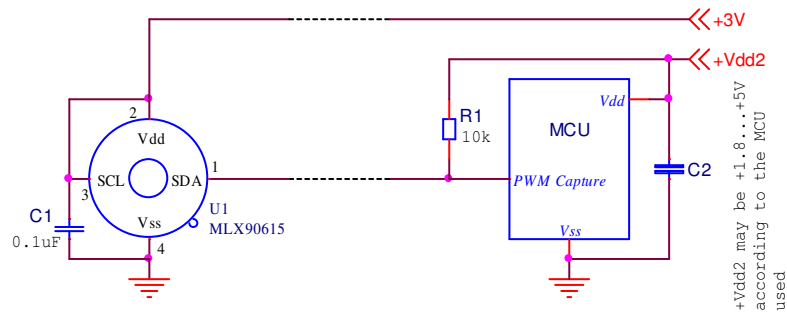 +3V
+Vdd2
R1
10k
Vdd
MCU
PWM Capture
Vss
C2
2
Vdd
1
SCL
SDA
3
Vss
4
U1
MLX90615
C1
0.1uF
+Vdd2 may be +1.8...+5V
according to the MCU
used